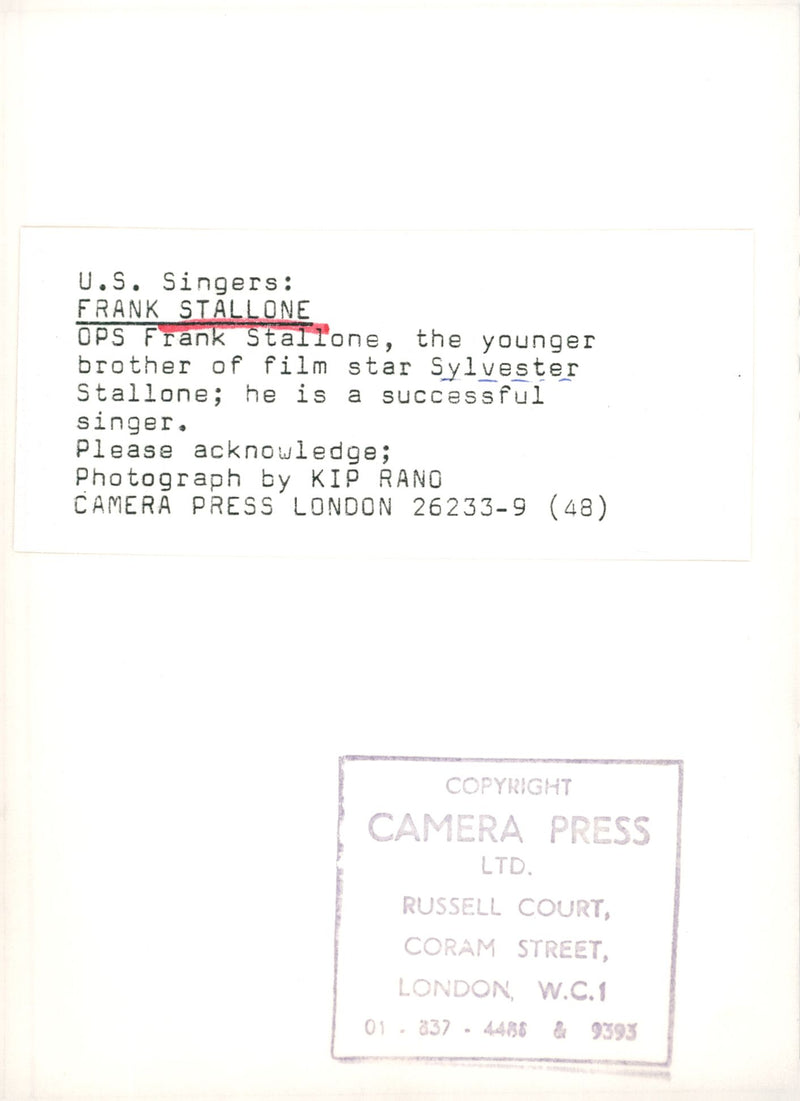 U.S. Singers:
FRANK STALLONE
OPS Frank Stallone, the younger
brother of film star Sylvester
Stallone; he is a successful
singer.
Please acknowledge;
Photograph by KIP RANO
CAMERA PRESS LONDON 26233-9 (48)
COPYRIGHT
CAMERA PRESS
LTD.
RUSSELL COURT,
CORAM STREET,
LONDON, W.C.1
01 - 837 - 4488 & 9393